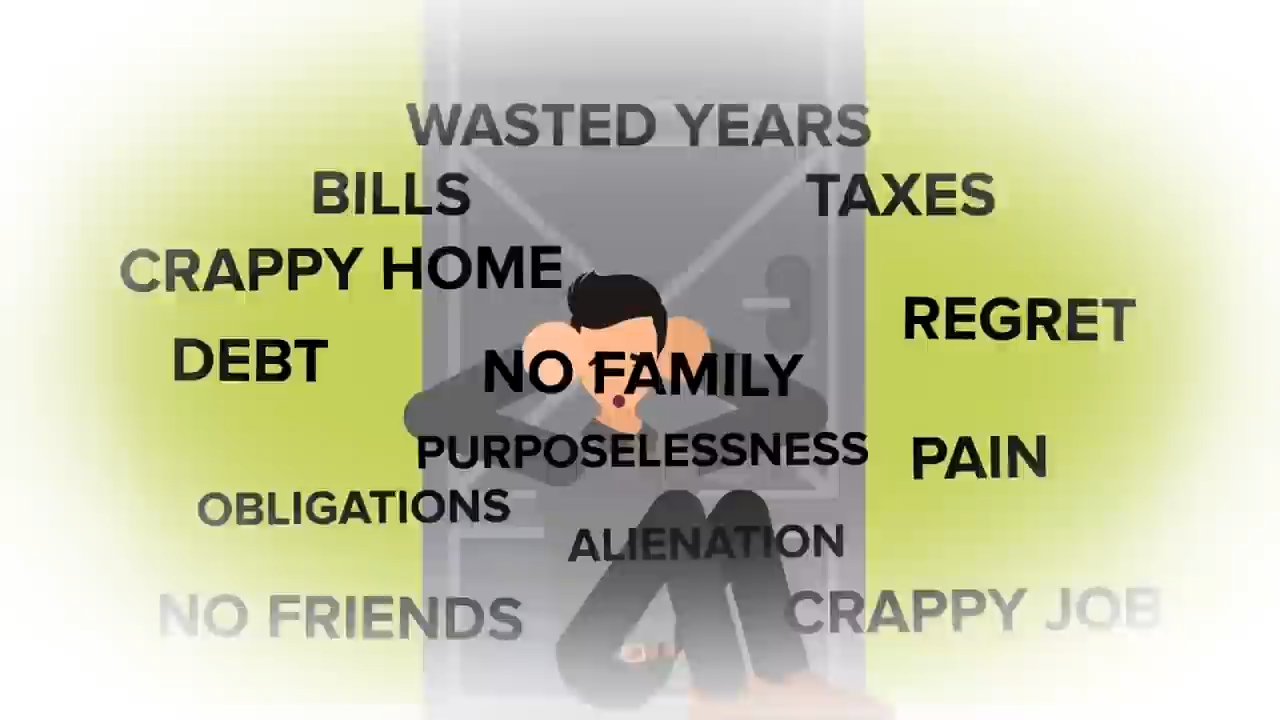 WASTED YEARS
BILLS
TAXES
CRAPPY HOME
REGRET
DEBT
NO FAMILY
PURPOSELESSNESS
PAIN
OBLIGATIONS
ALIENATION
NO FRIENDS
CRAPPY JOB